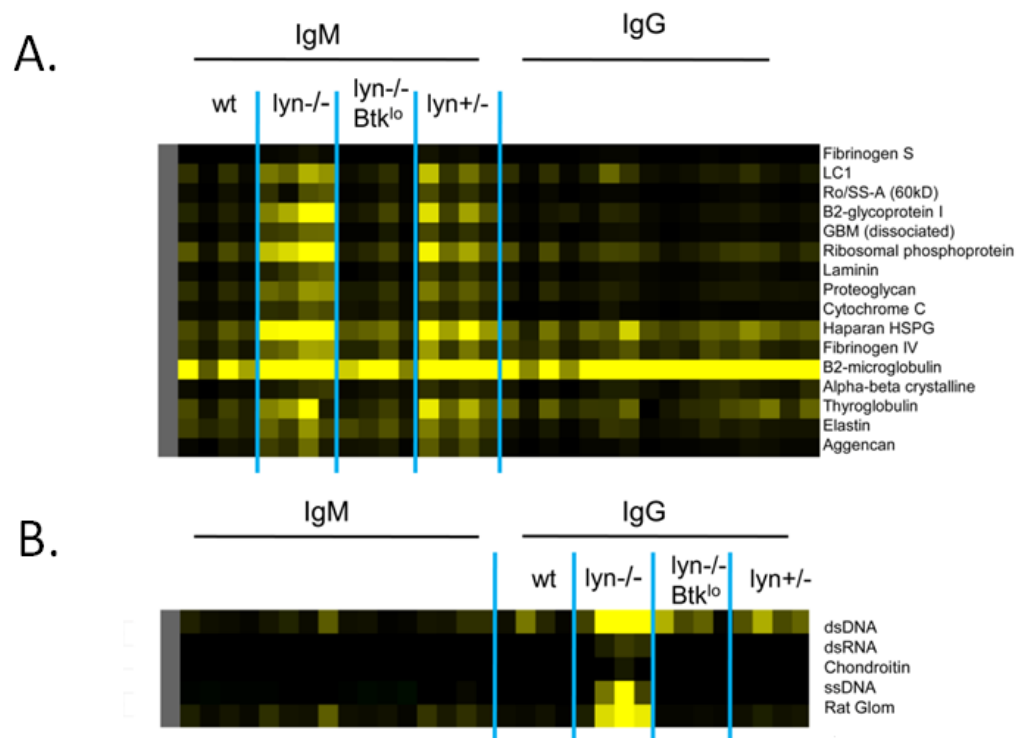 A.
IgM
IgG
wt
lyn-/-
lyn-/-
Btklo
lyn+/-
Fibrinogen S
LC1
Ro/SS-A (60kD)
B2-glycoprotein I
GBM (dissociated)
Ribosomal phosphoprotein
Laminin
Proteoglycan
Cytochrome C
Haparan HSPG
Fibrinogen IV
B2-microglobulin
Alpha-beta crystalline
Thyroglobulin
Elastin
Aggencan
B.
IgM
IgG
wt
lyn-/-
lyn-/-
Btklo
lyn+/-
dsDNA
dsRNA
Chondroitin
ssDNA
Rat Glom